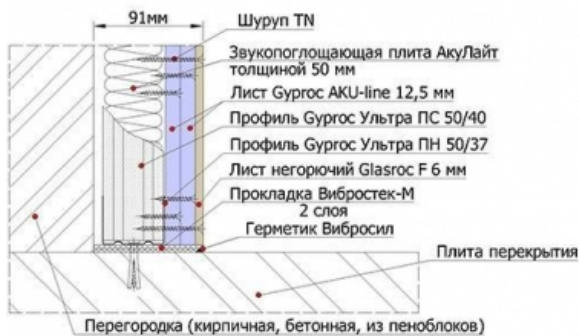 91мм
Шуруп TN
Звукопоглощающая плита АкуЛайт
толщиной 50 мм
Лист Gyproc AKU-line 12,5 мм
Профиль Gyproc Ультра ПС 50/40
Профиль Gyproc Ультра ПН 50/37
Лист негорючий Glasroc F 6 мм
Прокладка Вибростек-М
2 слоя
Герметик Вибросил
Плита перекрытия
Перегородка (кирпичная, бетонная, из пеноблоков)